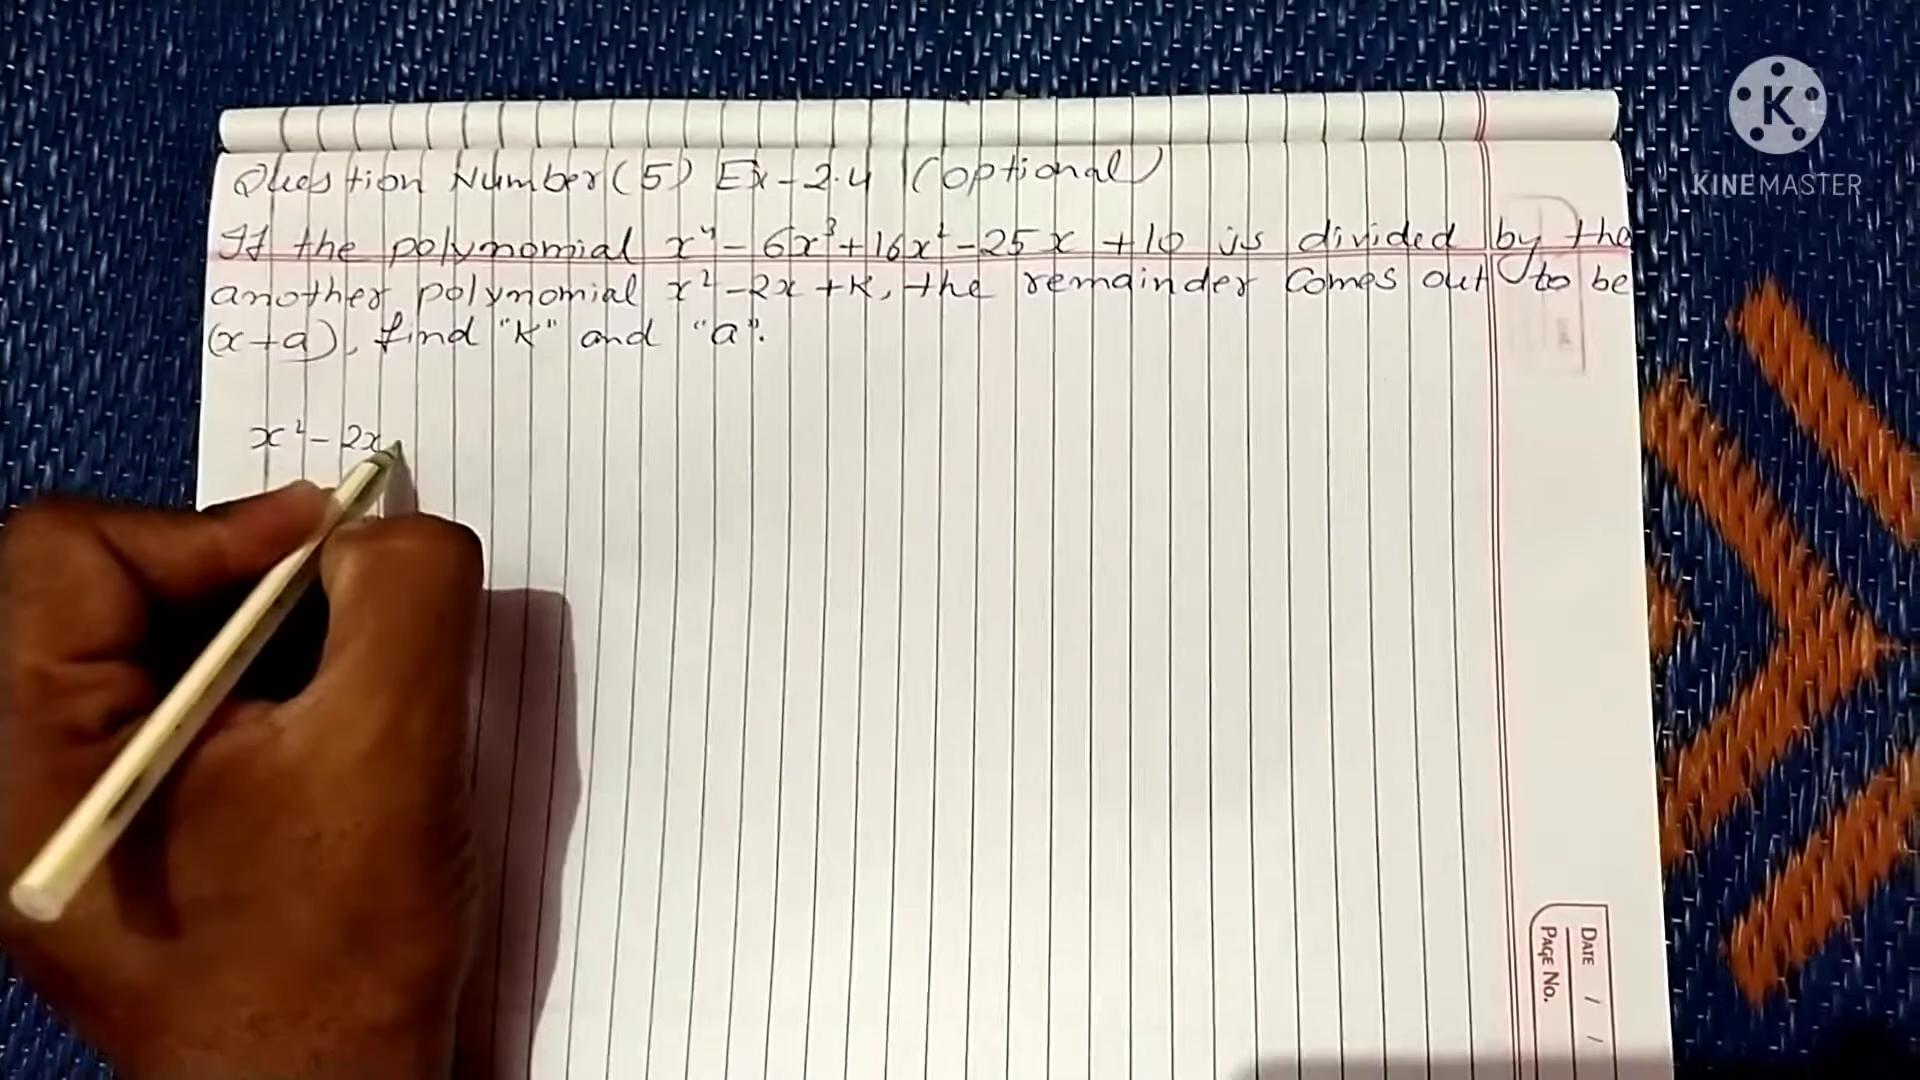 Question Number (5) Ex-2.4 (optional)
If the polynomial x⁴ - 6x³ + 16x² - 25x + 10 is divided by the
another polynomial x² - 2x + K, the remainder comes out to be
(x+a), find "K" and "a".
x² - 2x
K
KINEMASTER
DATE / /
PAGE NO.